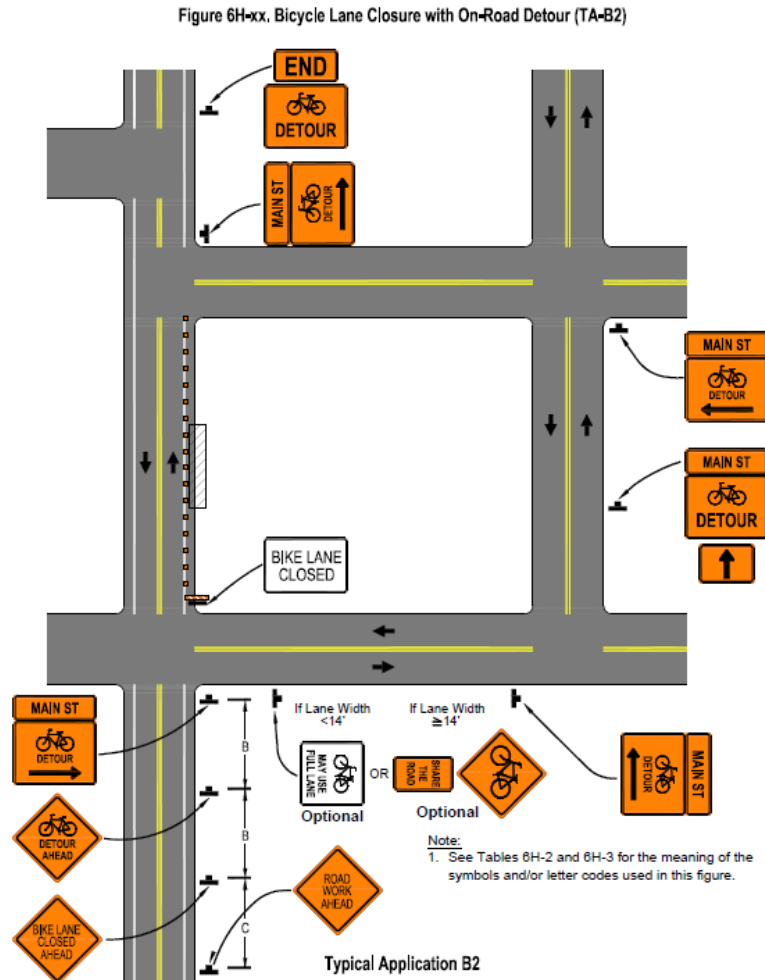 Figure 6H-xx. Bicycle Lane Closure with On-Road Detour (TA-B2)
END
DETOUR
MAIN ST
DETOUR
MAIN ST
DETOUR
MAIN ST
DETOUR
BIKE LANE
CLOSED
MAIN ST
DETOUR
B
If Lane Width
<14'
If Lane Width
≧14'
MAY USE
FULL LANE
OR
SHARE
THE
ROAD
Optional
Optional
DETOUR
MAIN ST
DETOUR
AHEAD
B
Note:
1. See Tables 6H-2 and 6H-3 for the meaning of the
symbols and/or letter codes used in this figure.
ROAD
WORK
AHEAD
BIKE LANE
CLOSED
AHEAD
C
Typical Application B2